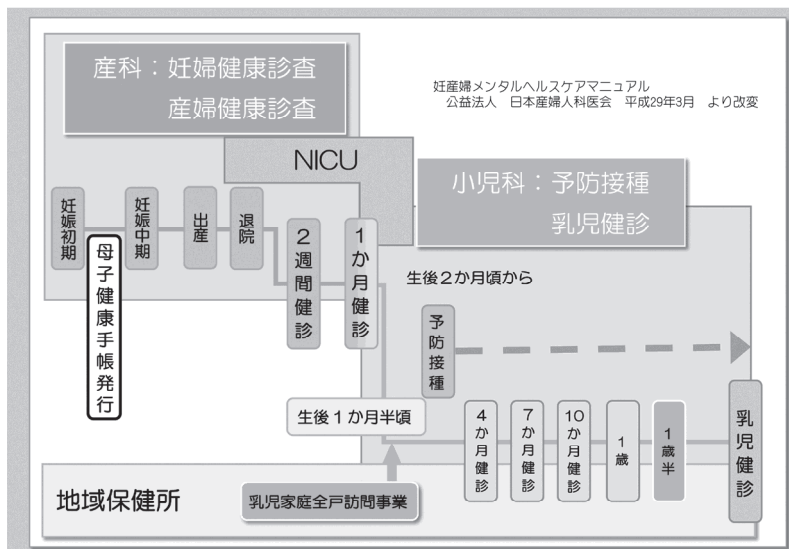 産科：妊婦健康診査
産婦健康診査
妊産婦メンタルヘルスケアマニュアル
公益法人　日本産婦人科医会　平成29年3月　より改変
NICU
小児科：予防接種
乳児健診
妊娠初期
母子健康手帳発行
妊娠中期
出産
退院
2週間健診
1か月健診
生後2か月頃から
予防接種
生後1か月半頃
4か月健診
7か月健診
10か月健診
1歳
1歳半
乳児健診
地域保健所
乳児家庭全戸訪問事業